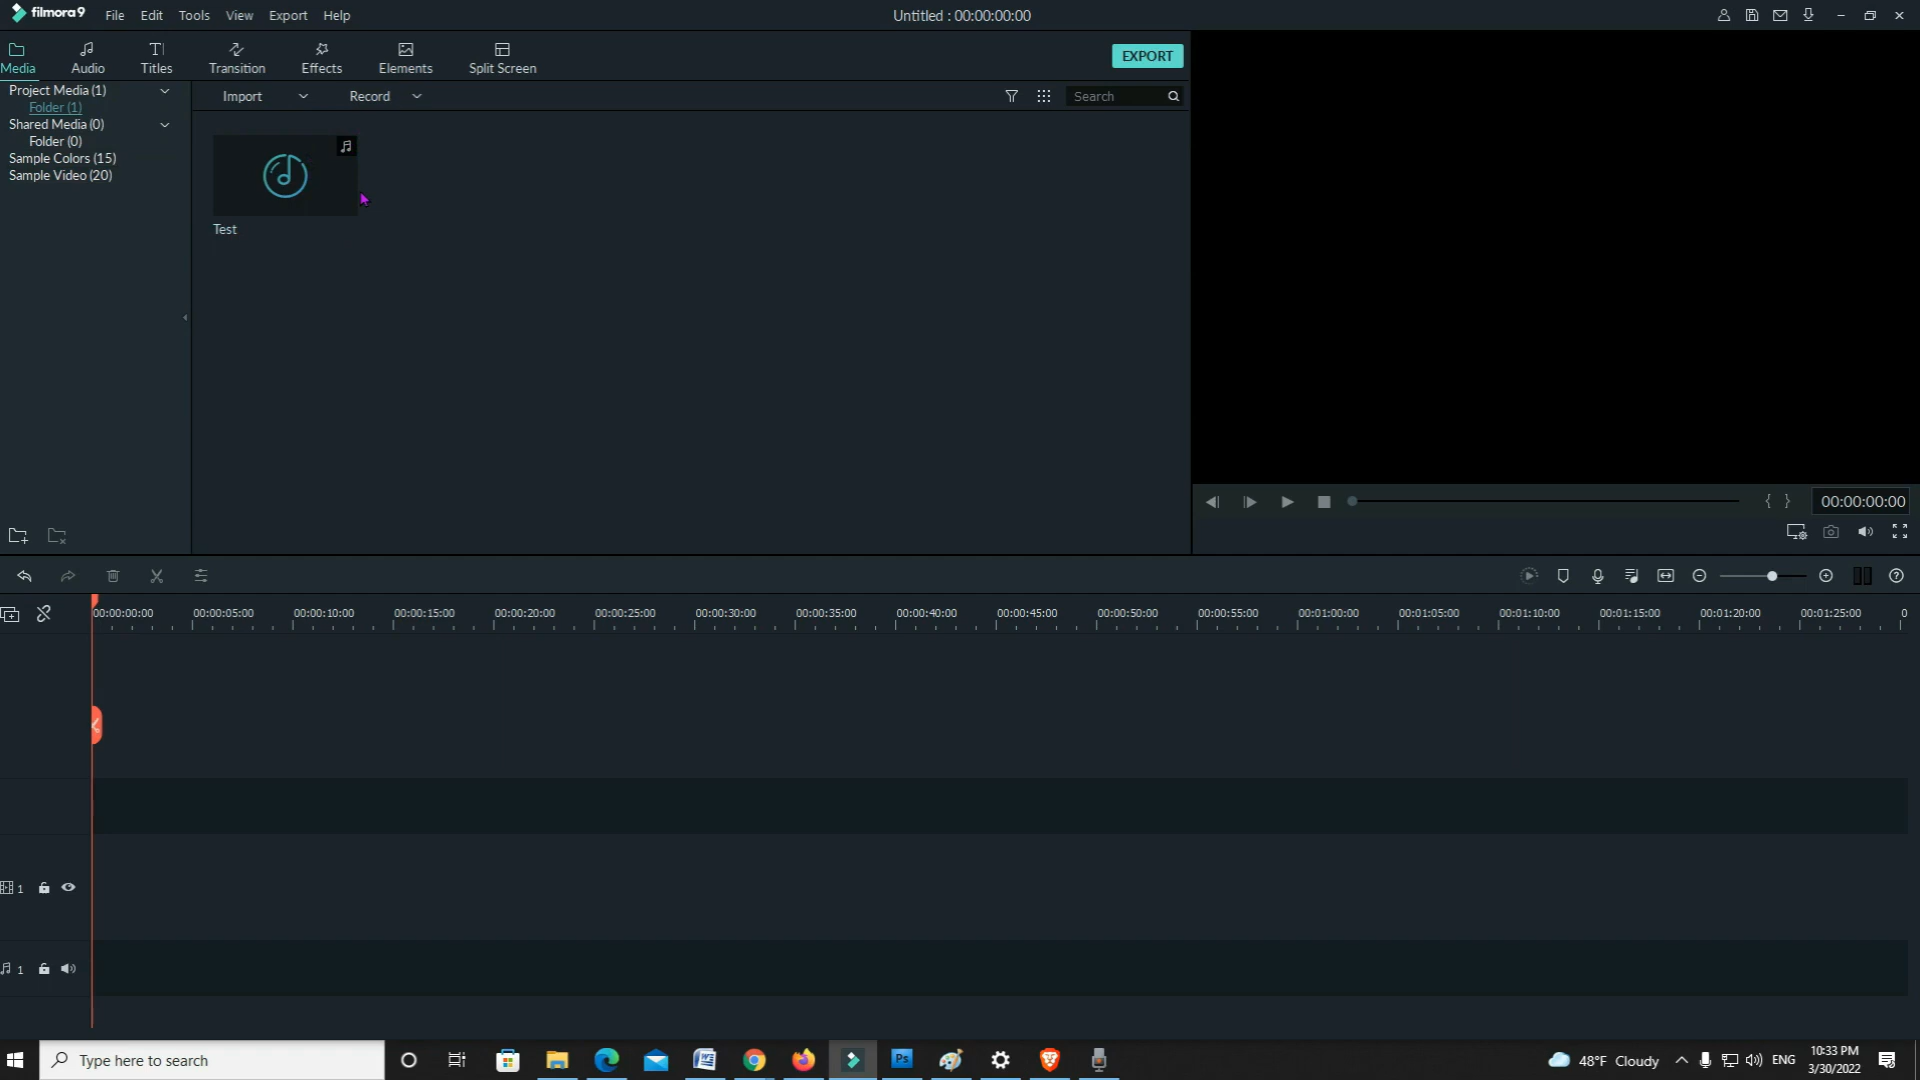 filmora9 File Edit Tools View Export Help Untitled : 00:00:00:00
Media Audio Titles Transition Effects Elements Split Screen EXPORT
Project Media (1)
Folder (1)
Shared Media (0)
Folder (0)
Sample Colors (15)
Sample Video (20)
Import Record Search
Test
00:00:00:00
00:00:00:00 00:00:05:00 00:00:10:00 00:00:15:00 00:00:20:00 00:00:25:00 00:00:30:00 00:00:35:00 00:00:40:00 00:00:45:00 00:00:50:00 00:00:55:00 00:01:00:00 00:01:05:00 00:01:10:00 00:01:15:00 00:01:20:00 00:01:25:00 0
1
1
Type here to search
Ps
48°F Cloudy ENG
10:33 PM
3/30/2022